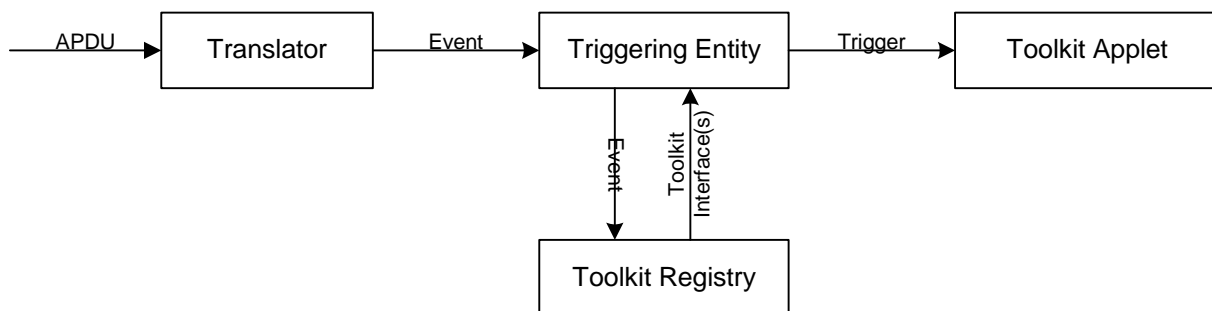 APDU
Translator
Event
Triggering Entity
Trigger
Toolkit Applet
Event
Toolkit
Interface(s)
Toolkit Registry